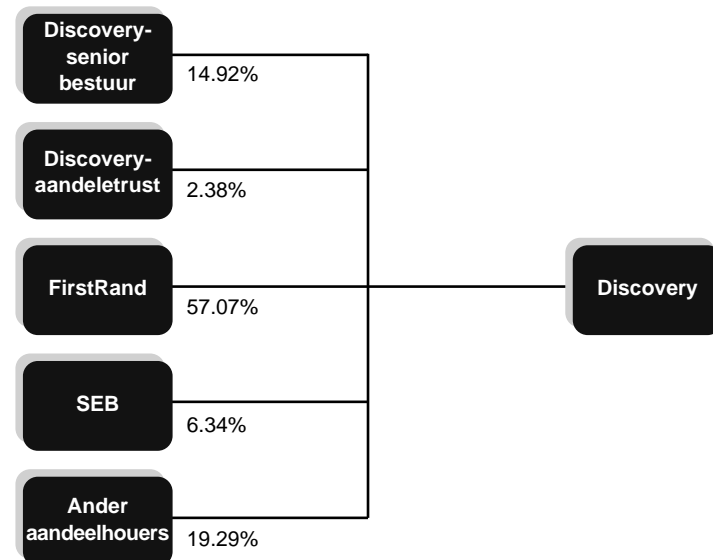 Discovery-
senior
bestuur
14.92%
Discovery-
aandeletrust
2.38%
FirstRand
57.07%
Discovery
SEB
6.34%
Ander
aandeelhouers
19.29%